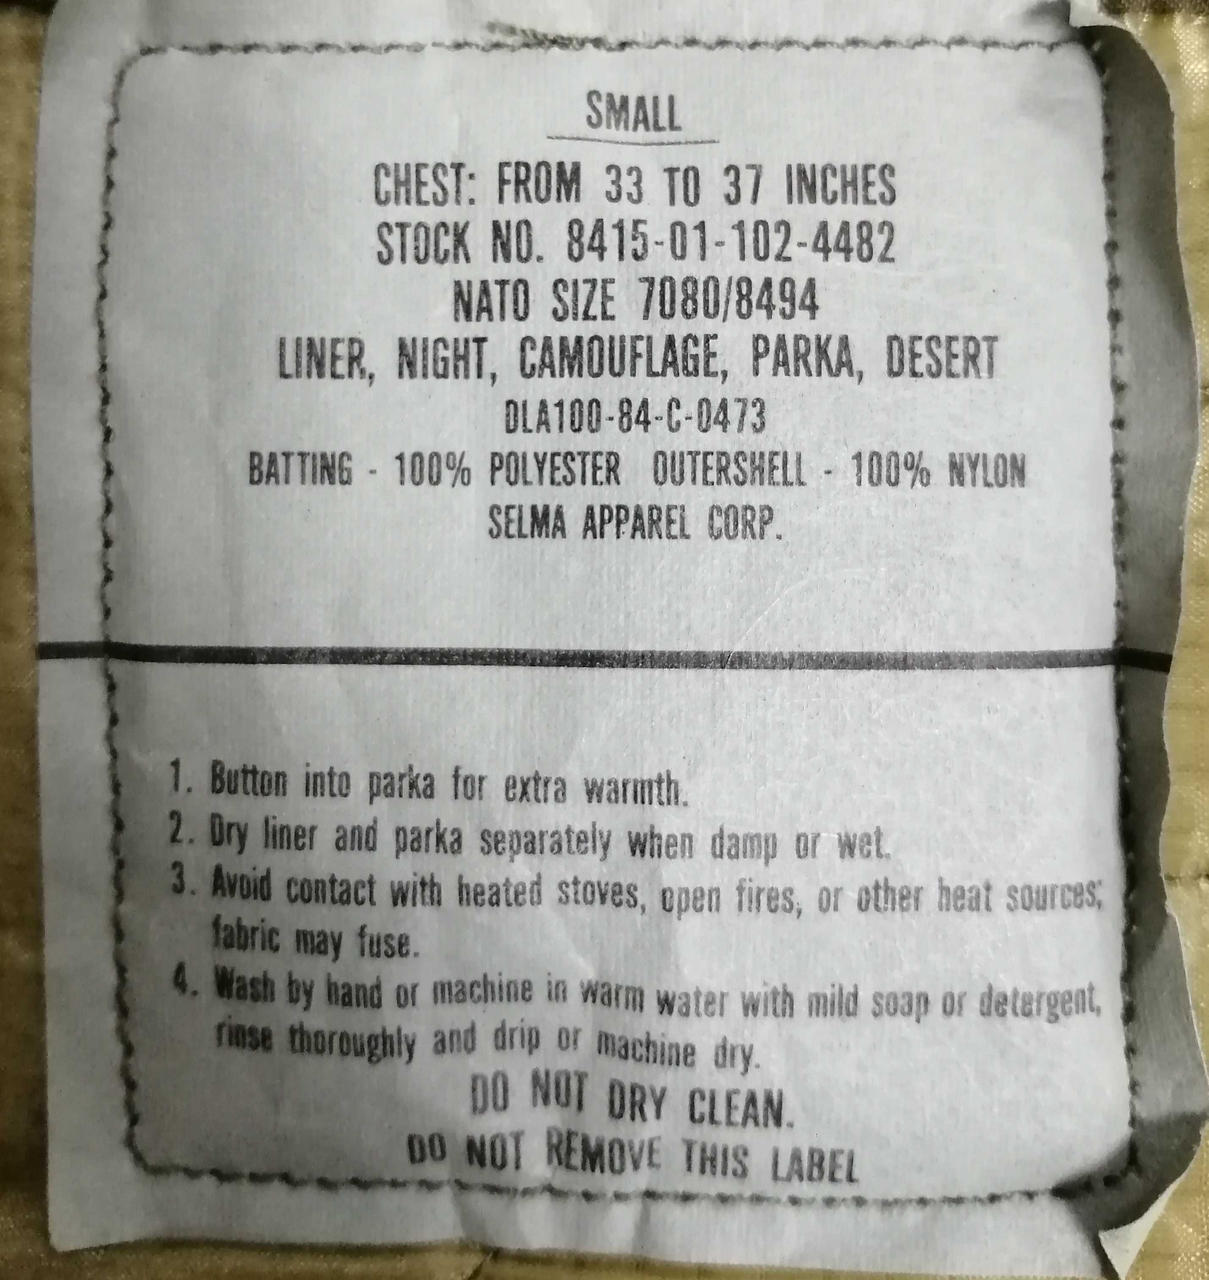 SMALL
CHEST: FROM 33 TO 37 INCHES
STOCK NO. 8415-01-102-4482
NATO SIZE 7080/8494
LINER, NIGHT, CAMOUFLAGE, PARKA, DESERT
DLA100-84-C-0473
BATTING - 100% POLYESTER OUTERSHELL - 100% NYLON
SELMA APPAREL CORP.
1. Button into parka for extra warmth.
2. Dry liner and parka separately when damp or wet.
3. Avoid contact with heated stoves, open fires, or other heat sources;
fabric may fuse.
4. Wash by hand or machine in warm water with mild soap or detergent,
rinse thoroughly and drip or machine dry.
DO NOT DRY CLEAN.
DO NOT REMOVE THIS LABEL